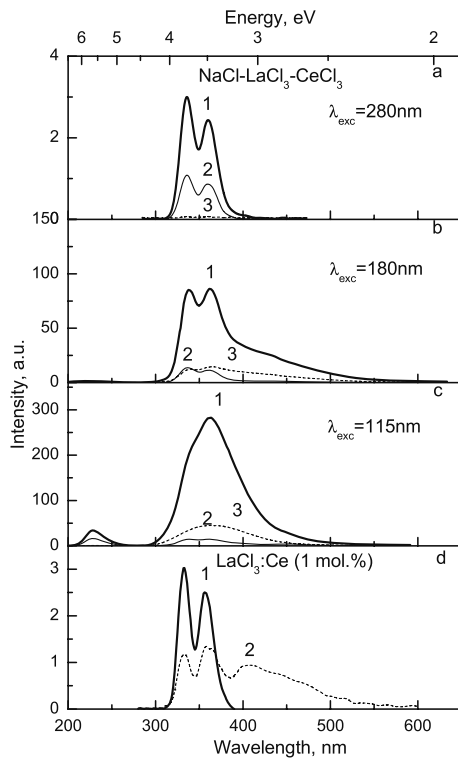 Energy, eV
6 5 4 3 2
4 a
NaCl-LaCl3-CeCl3
3
1
λexc=280nm
2
2
3
150
b
100
1
λexc=180nm
50
2 3
0
c
300
1
λexc=115nm
200
100
3
2
0
d
LaCl3:Ce (1 mol.%)
3
1
2
2
1
0
200 300 400 500 600
Wavelength, nm
Intensity, a.u.